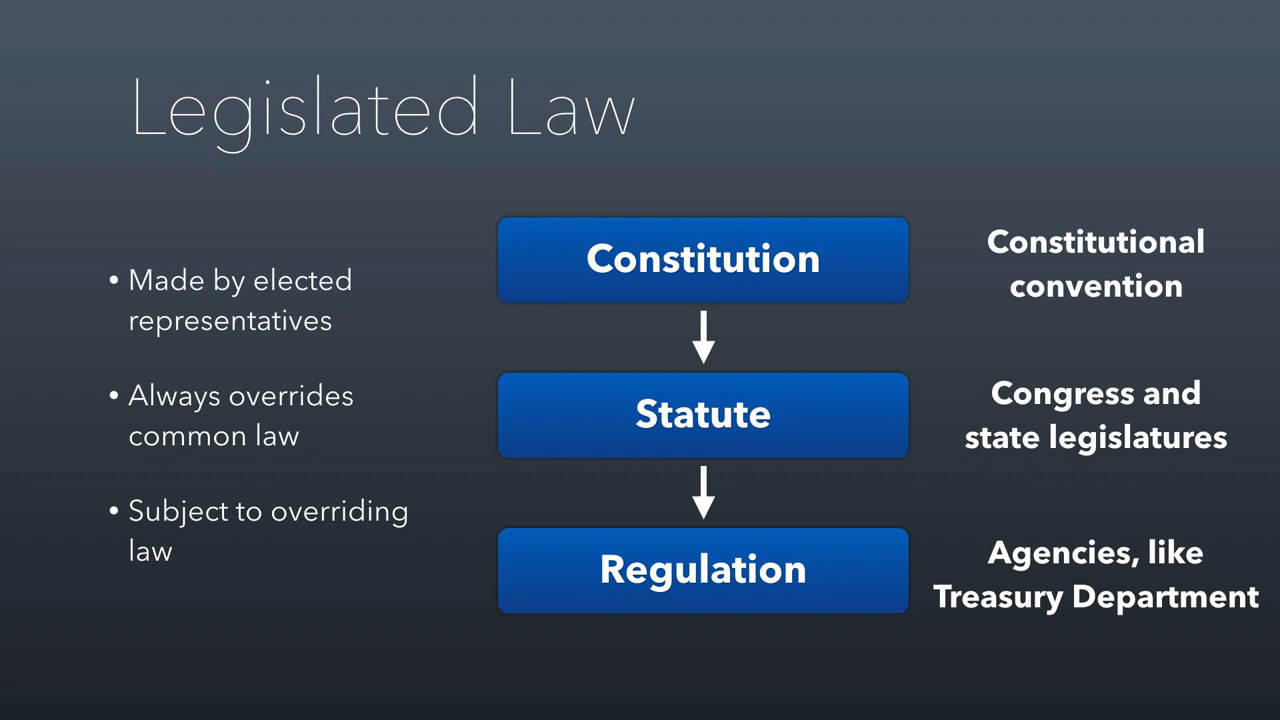 Legislated Law
• Made by elected
representatives
• Always overrides
common law
• Subject to overriding
law
Constitution
Constitutional
convention
Statute
Congress and
state legislatures
Regulation
Agencies, like
Treasury Department